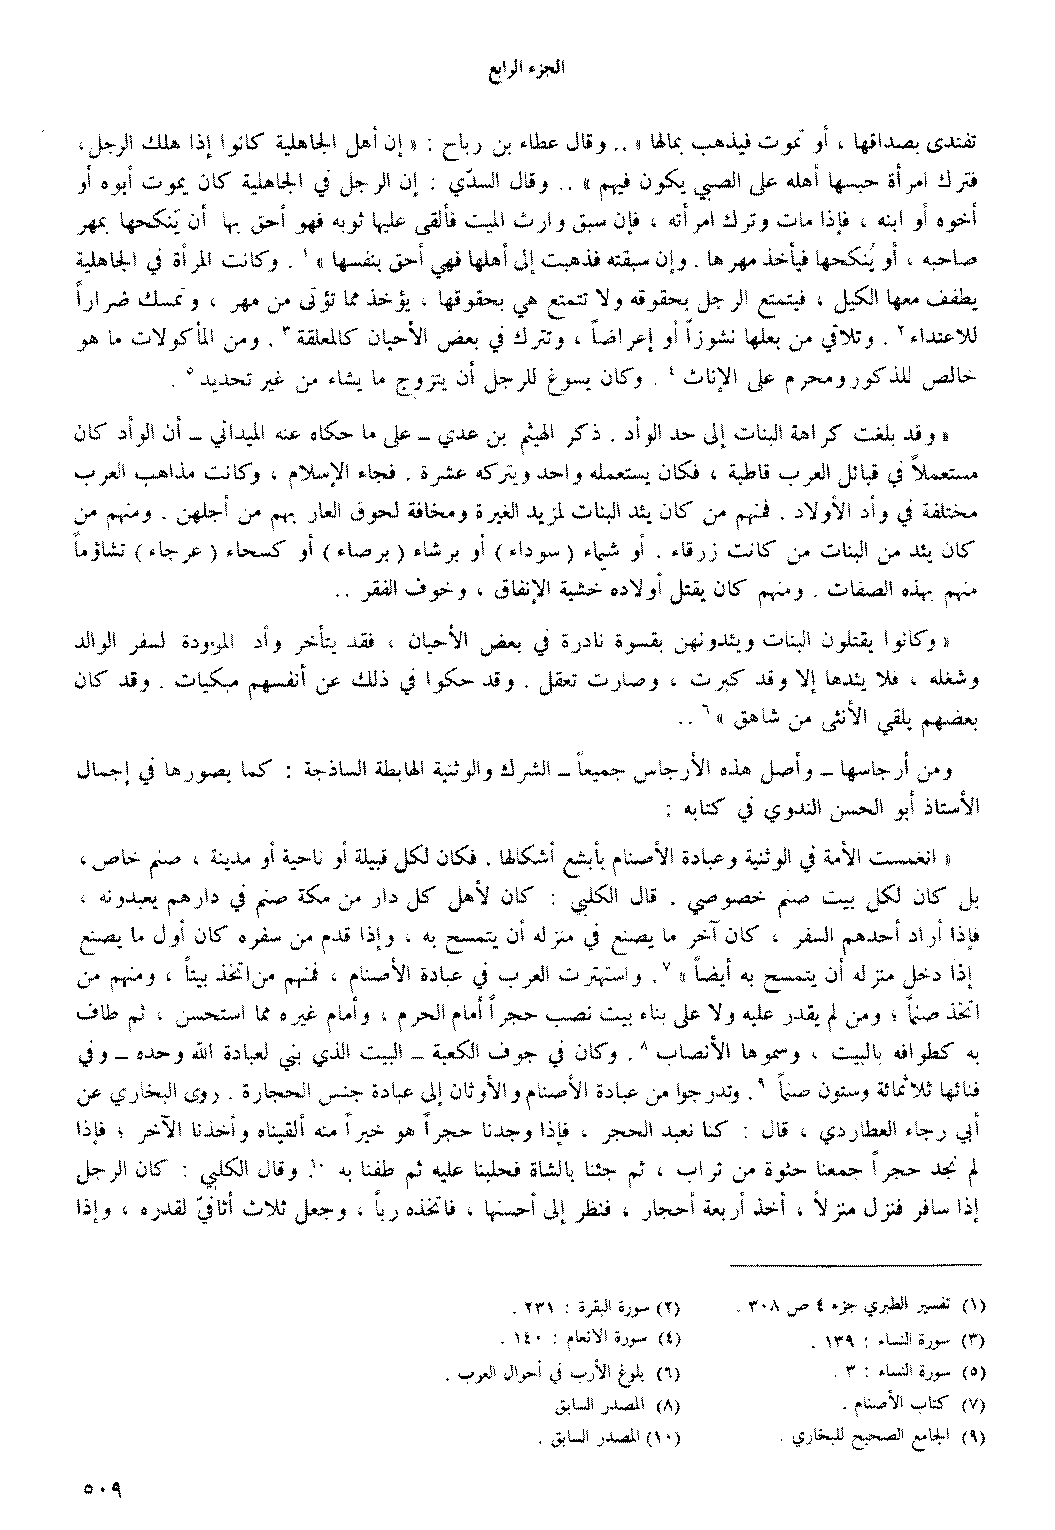 الجزء الرابع
تفتدى بصداقها ، أو تموت فيذهب بمالها » .. وقال عطاء بن رباح : « إن أهل الجاهلية كانوا إذا هلك الرجل ،
فترك امرأة حبسها أهله على الصبي يكون فيهم » .. وقال السدّي : إن الرجل في الجاهلية كان يموت أبوه أو
أخوه أو ابنه ، فإذا مات وترك امرأته ، فإن سبق وارث الميت فألقى عليها ثوبه فهو أحق بها أن يَنكحها بمهر
صاحبه ، أو يُنكحها فيأخذ مهرها . وإن سبقته فذهبت إلى أهلها فهي أحق بنفسها » ١ . وكانت المرأة في الجاهلية
يطفف معها الكيل ، فيتمتع الرجل بحقوقه ولا تتمتع هي بحقوقها ، يؤخذ مما تؤتى من مهر ، وتمسك ضراراً
للاعتداء ٢ . وتلاقي من بعلها نشوزاً أو إعراضاً ، وتترك في بعض الأحيان كالمعلقة ٣ . ومن المأكولات ما هو
خالص للذكور ومحرم على الإناث ٤ . وكان يسوغ للرجل أن يتزوج ما يشاء من غير تحديد ٥ .
« وقد بلغت كراهة البنات إلى حد الوأد . ذكر الهيثم بن عدي – على ما حكاه عنه الميداني – أن الوأد كان
مستعملاً في قبائل العرب قاطبة ، فكان يستعمله واحد ويتركه عشرة . فجاء الإسلام ، وكانت مذاهب العرب
مختلفة في وأد الأولاد . فمنهم من كان يئد البنات لمزيد الغيرة ومخافة لحوق العار بهم من أجلهن . ومنهم من
كان يئد من البنات من كانت زرقاء . أو شيماء ( سوداء ) أو برشاء ( برصاء ) أو كسحاء ( عرجاء ) تشاؤماً
منهم بهذه الصفات . ومنهم كان يقتل أولاده خشية الإنفاق ، وخوف الفقر ..
« وكانوا يقتلون البنات ويئدونهن بقسوة نادرة في بعض الأحيان ، فقد يتأخر وأد الموءودة لسفر الوالد
وشغله ، فلا يئدها إلا وقد كبرت ، وصارت تعقل . وقد حكوا في ذلك عن أنفسهم مبكيات . وقد كان
بعضهم يلقي الأنثى من شاهق » ٦ ..
ومن أرجاسها – وأصل هذه الأرجاس جميعاً – الشرك والوثنية الهابطة الساذجة : كما يصورها في إجمال
الأستاذ أبو الحسن الندوي في كتابه :
« انغمست الأمة في الوثنية وعبادة الأصنام بأبشع أشكالها . فكان لكل قبيلة أو ناحية أو مدينة ، صنم خاص ،
بل كان لكل بيت صنم خصوصي . قال الكلبي : كان لأهل كل دار من مكة صنم في دارهم يعبدونه ،
فإذا أراد أحدهم السفر ، كان آخر ما يصنع في منزله أن يتمسح به ، وإذا قدم من سفره كان أول ما يصنع
إذا دخل منزله أن يتمسح به أيضاً » ٧ . واستهترت العرب في عبادة الأصنام ، فمنهم من اتخذ بيتاً ، ومنهم من
اتخذ صنماً ؛ ومن لم يقدر عليه ولا على بناء بيت نصب حجراً أمام الحرم ، وأمام غيره مما استحسن ، ثم طاف
به كطوافه بالبيت ، وسموها الأنصاب ٨ . وكان في جوف الكعبة – البيت الذي بني لعبادة الله وحده – وفي
فنائها ثلاثمائة وستون صنماً ٩ . وتدرجوا من عبادة الأصنام والأوثان إلى عبادة جنس الحجارة . روى البخاري عن
أبي رجاء العطاردي ، قال : كنا نعبد الحجر ، فإذا وجدنا حجراً هو خيراً منه ألقيناه وأخذنا الآخر ؛ فإذا
لم نجد حجراً جمعنا حثوة من تراب ، ثم جئنا بالشاة فحلبنا عليه ثم طفنا به ١٠ . وقال الكلبي : كان الرجل
إذا سافر فنزل منزلاً ، أخذ أربعة أحجار ، فنظر إلى أحسنها ، فاتخذه رباً ، وجعل ثلاث أثافيّ لقدره ، وإذا
(١) تفسير الطبري جزء ٤ ص ٣٠٨ .
(٢) سورة البقرة : ٢٣١ .
(٣) سورة النساء : ١٣٩ .
(٤) سورة الانعام : ١٤٠ .
(٥) سورة النساء : ٣ .
(٦) بلوغ الأرب في أحوال العرب .
(٧) كتاب الأصنام .
(٨) المصدر السابق
(٩) الجامع الصحيح للبخاري .
(١٠) المصدر السابق .
٥٠٩